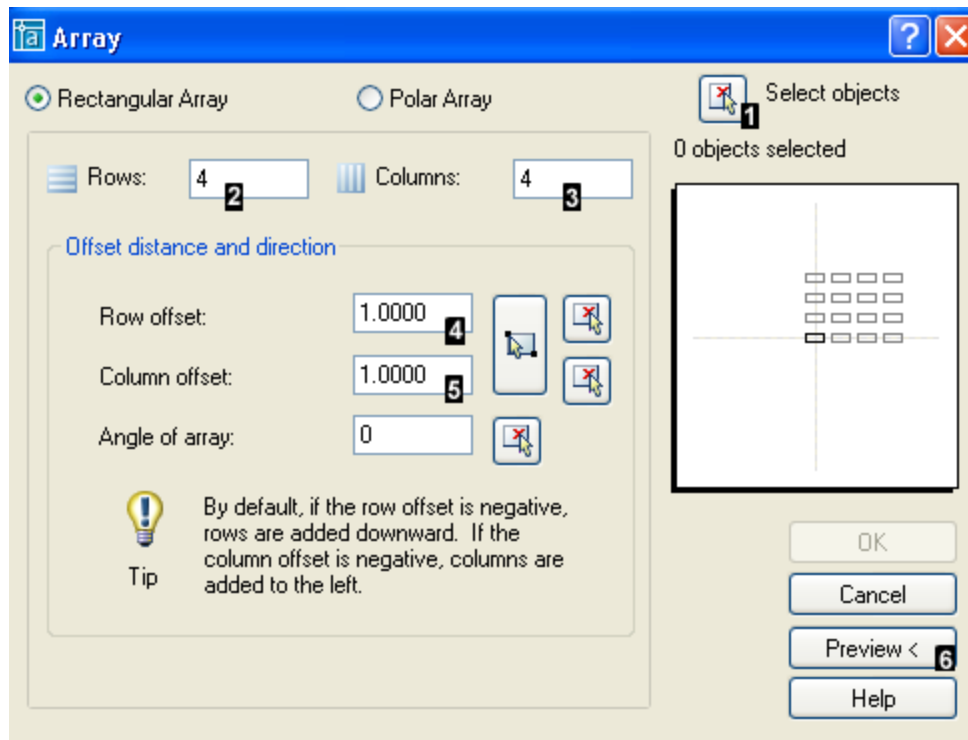 Array
Rectangular Array
Polar Array
Select objects
1
0 objects selected
Rows:
4
2
Columns:
4
3
Offset distance and direction
Row offset:
1.0000
4
Column offset:
1.0000
5
Angle of array:
0
By default, if the row offset is negative,
rows are added downward. If the
column offset is negative, columns are
added to the left.
Tip
OK
Cancel
Preview <
6
Help